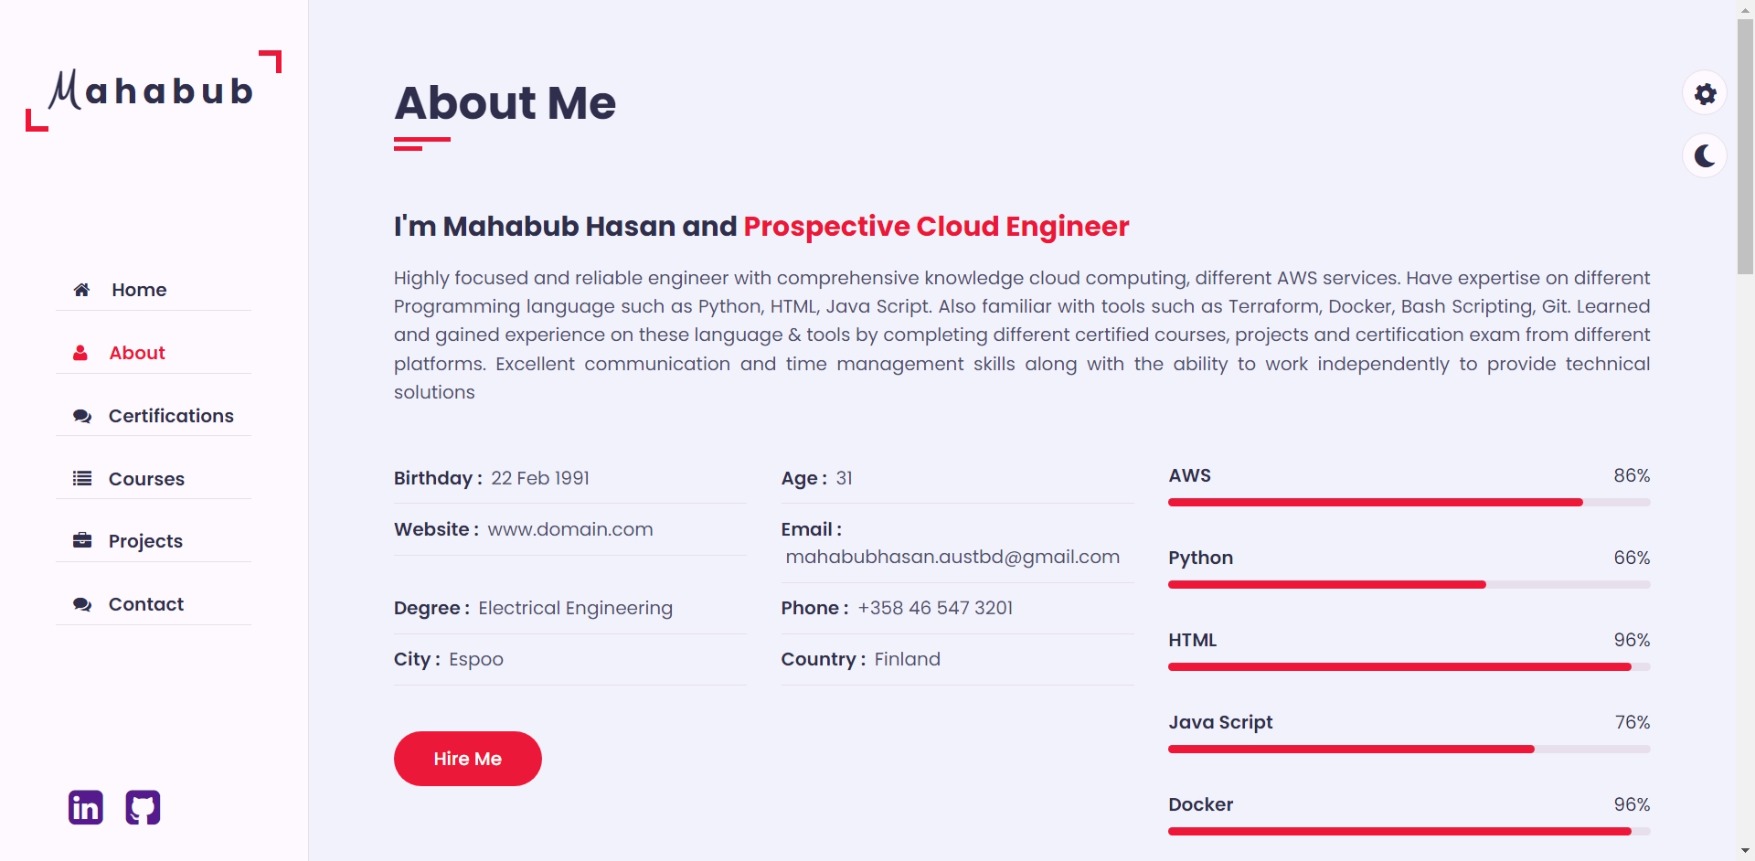 Mahabub
Home
About
Certifications
Courses
Projects
Contact
in
About Me
I'm Mahabub Hasan and Prospective Cloud Engineer
Highly focused and reliable engineer with comprehensive knowledge cloud computing, different AWS services. Have expertise on different
Programming language such as Python, HTML, Java Script. Also familiar with tools such as Terraform, Docker, Bash Scripting, Git. Learned
and gained experience on these language & tools by completing different certified courses, projects and certification exam from different
platforms. Excellent communication and time management skills along with the ability to work independently to provide technical
solutions
Birthday : 22 Feb 1991
Age : 31
Website : www.domain.com
Email :
mahabubhasan.austbd@gmail.com
Degree : Electrical Engineering
Phone : +358 46 547 3201
City : Espoo
Country : Finland
Hire Me
AWS 86%
Python 66%
HTML 96%
Java Script 76%
Docker 96%